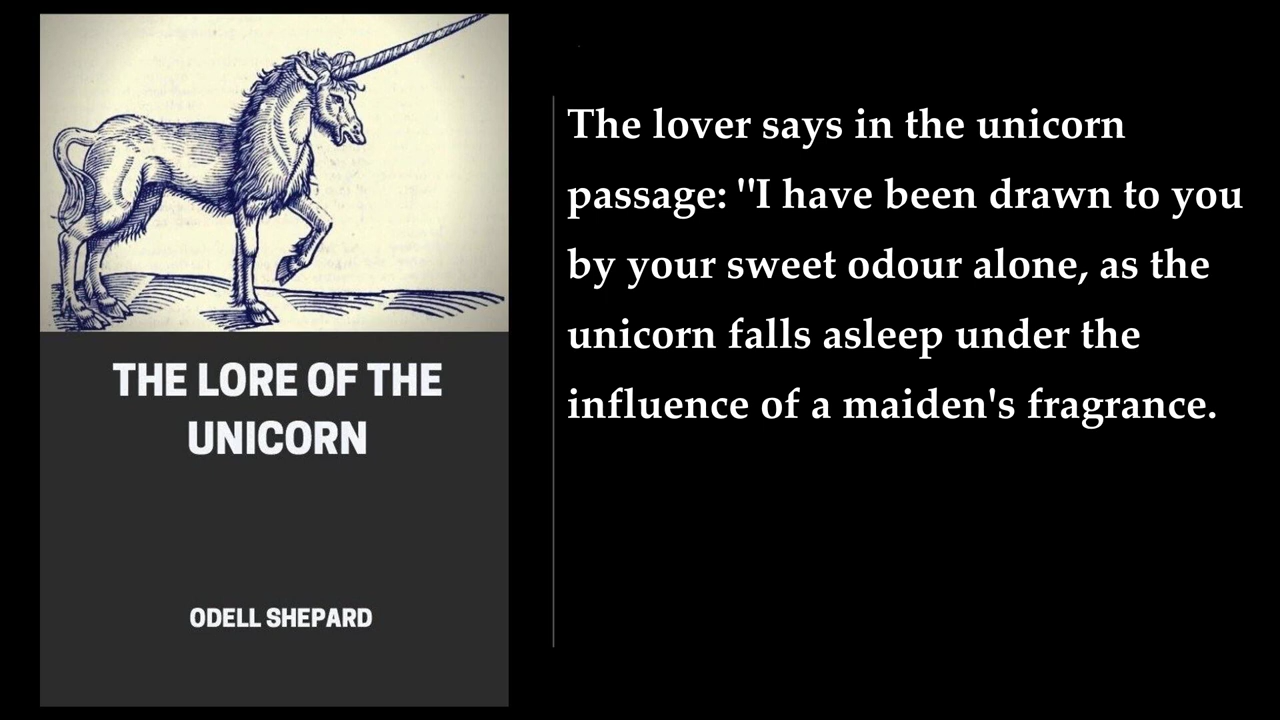 THE LORE OF THE
UNICORN
ODELL SHEPARD
The lover says in the unicorn
passage: "I have been drawn to you
by your sweet odour alone, as the
unicorn falls asleep under the
influence of a maiden's fragrance.